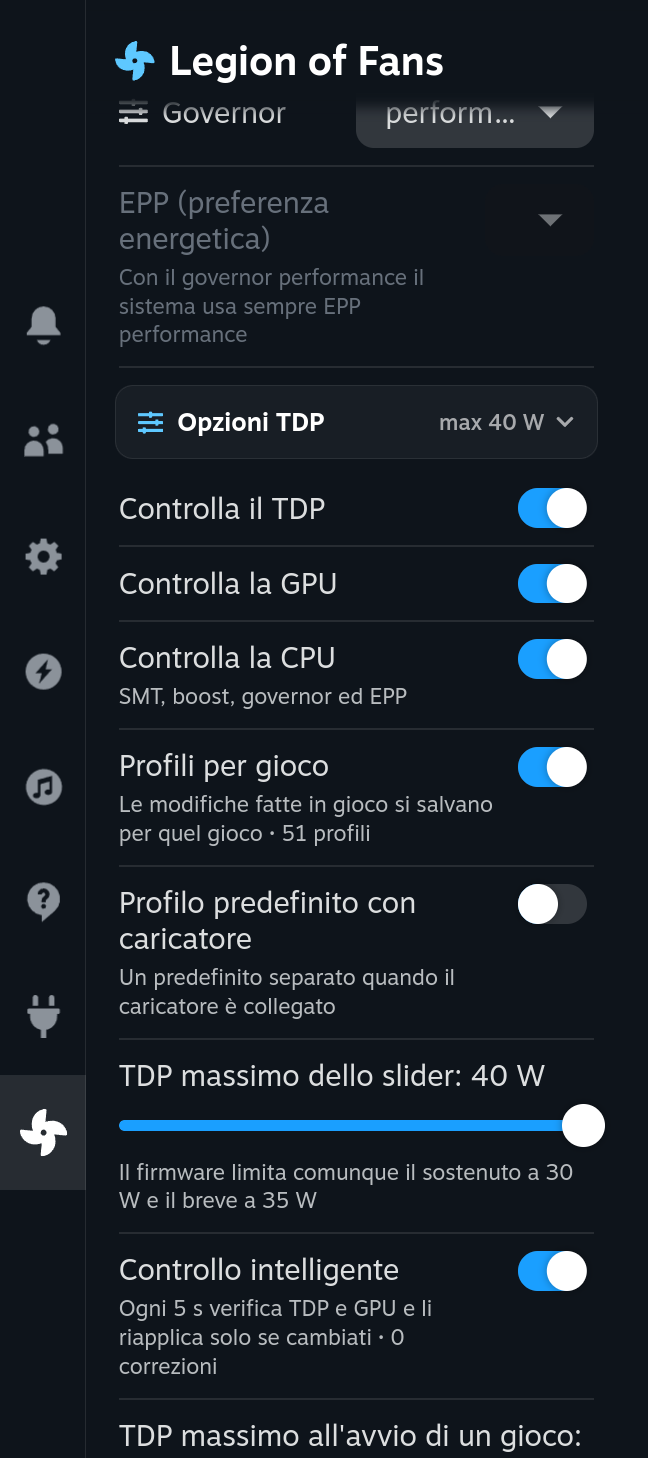 Legion of Fans
Governor
perform...
EPP (preferenza
energetica)
Con il governor performance il
sistema usa sempre EPP
performance
Opzioni TDP
max 40 W
Controlla il TDP
Controlla la GPU
Controlla la CPU
SMT, boost, governor ed EPP
Profili per gioco
Le modifiche fatte in gioco si salvano
per quel gioco • 51 profili
Profilo predefinito con
caricatore
Un predefinito separato quando il
caricatore è collegato
TDP massimo dello slider: 40 W
Il firmware limita comunque il sostenuto a 30
W e il breve a 35 W
Controllo intelligente
Ogni 5 s verifica TDP e GPU e li
riapplica solo se cambiati • 0
correzioni
TDP massimo all'avvio di un gioco: